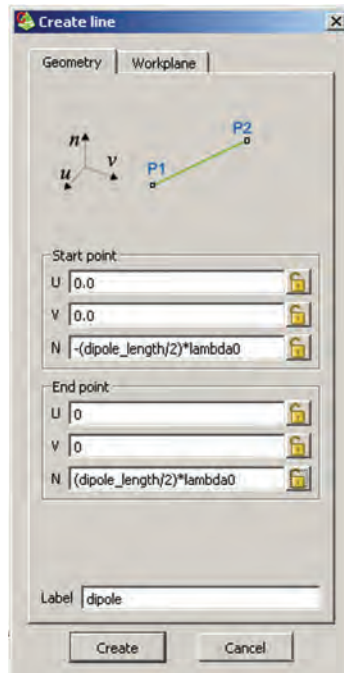 Create line
Geometry Workplane
n
u v
P1 P2
Start point
U 0.0
V 0.0
N -(dipole_length/2)*lambda0
End point
U 0
V 0
N (dipole_length/2)*lambda0
Label dipole
Create Cancel